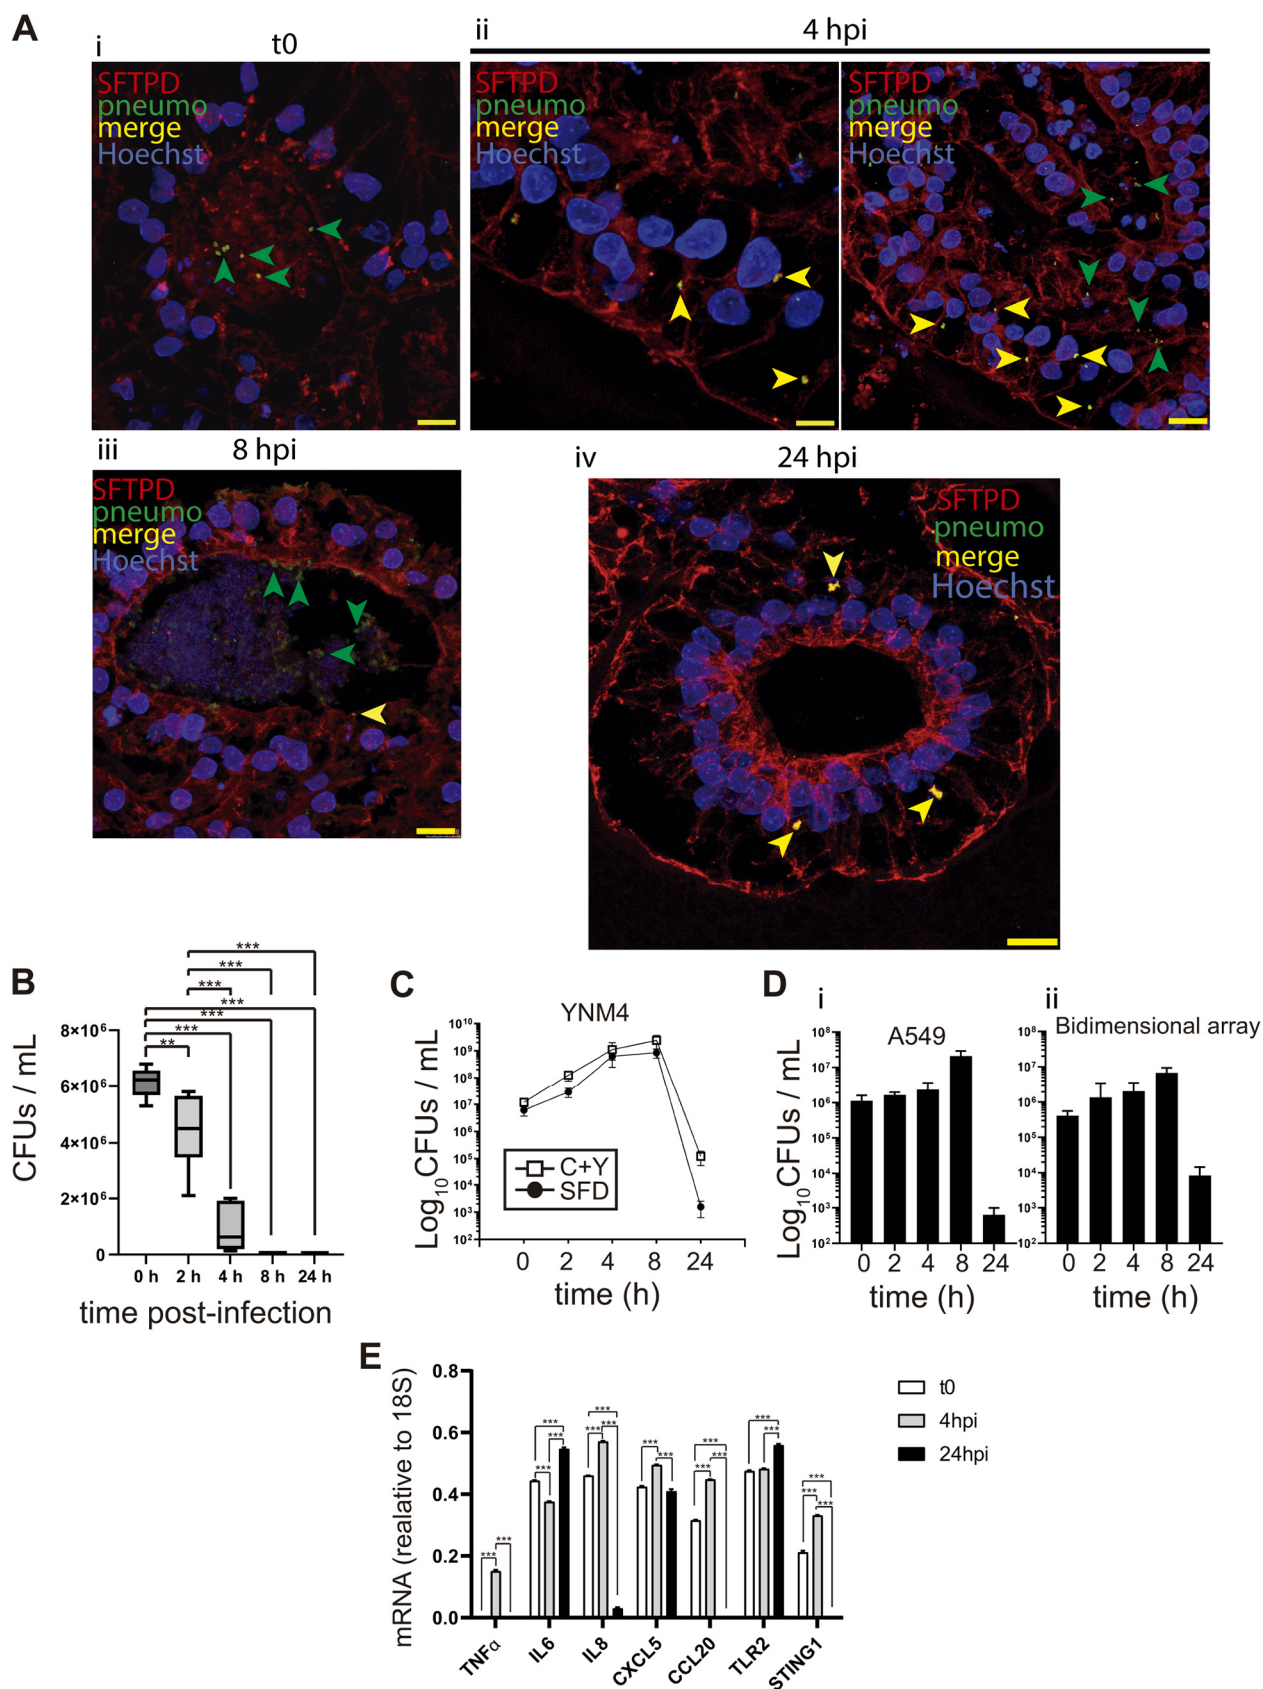 A
i
t0
ii
4 hpi
SFTPD
pneumo
merge
Hoechst
SFTPD
pneumo
merge
Hoechst
SFTPD
pneumo
merge
Hoechst
iii
8 hpi
iv
24 hpi
SFTPD
pneumo
merge
Hoechst
SFTPD
pneumo
merge
Hoechst
B
***
***
***
***
***
***
**
CFUs / mL
8×10⁶
6×10⁶
4×10⁶
2×10⁶
0
0 h 2 h 4 h 8 h 24 h
time post-infection
C
YNM4
Log₁₀CFUs / mL
10¹⁰
10⁹
10⁸
10⁷
10⁶
10⁵
10⁴
10³
10²
C+Y
SFD
0 2 4 8 24
time (h)
D
i
A549
Log₁₀CFUs / mL
10⁸
10⁷
10⁶
10⁵
10⁴
10³
10²
0 2 4 8 24
time (h)
ii
Bidimensional array
10⁸
10⁷
10⁶
10⁵
10⁴
10³
10²
0 2 4 8 24
time (h)
E
mRNA (realative to 18S)
0.8
0.6
0.4
0.2
0.0
*** ***
*** *** ***
*** *** ***
*** ***
*** *** ***
*** ***
*** *** ***
TNFα IL6 IL8 CXCL5 CCL20 TLR2 STING1
t0
4hpi
24hpi